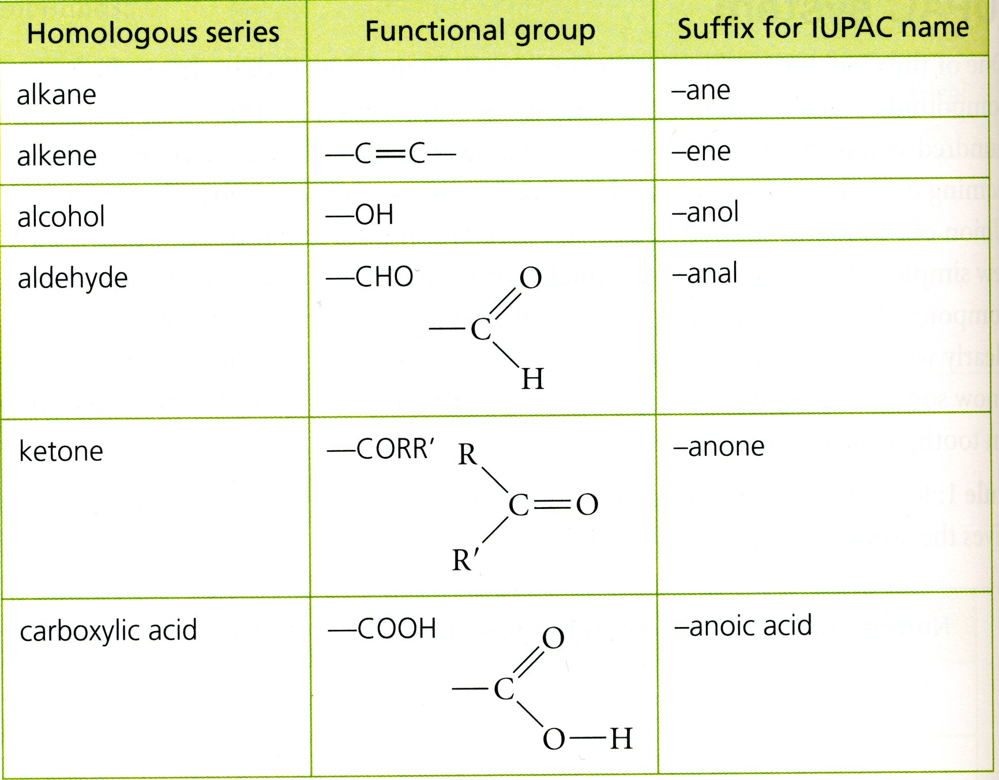 Homologous series Functional group Suffix for IUPAC name
alkane –ane
alkene —C=C— –ene
alcohol —OH –anol
aldehyde —CHO –anal
O
—C
H
ketone —CORR′ –anone
R
C=O
R′
carboxylic acid —COOH –anoic acid
O
—C
O—H